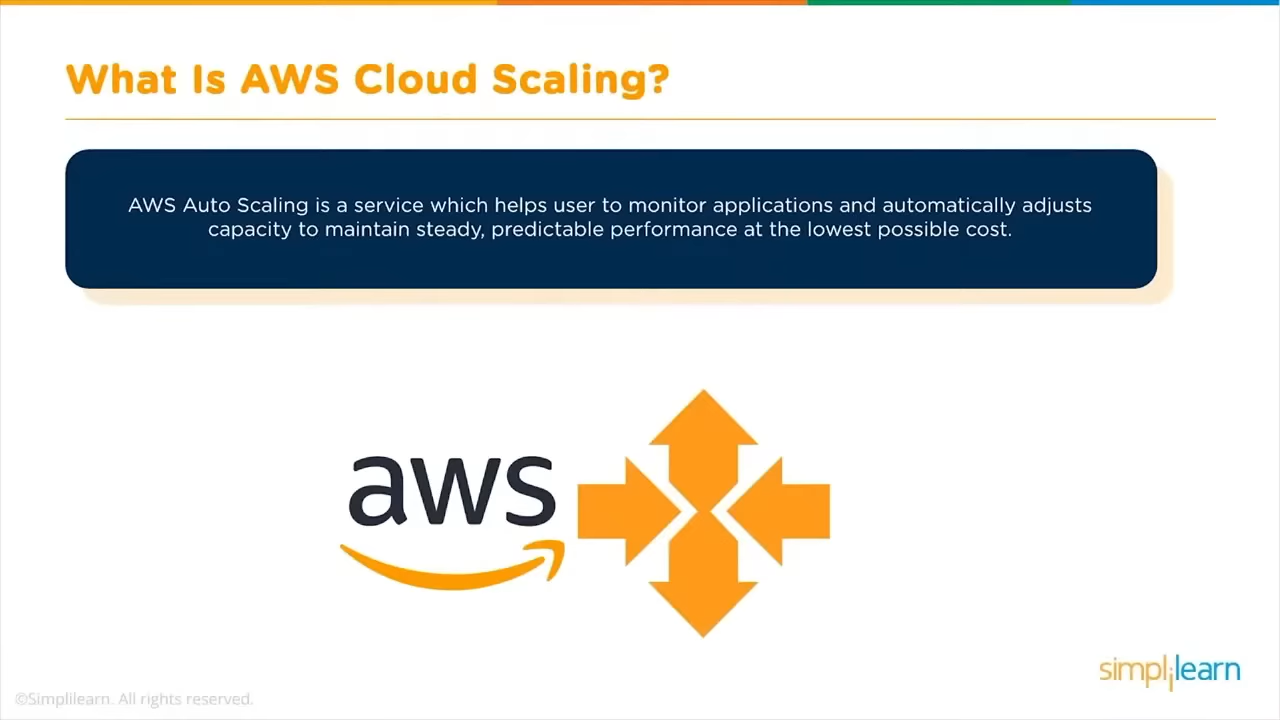 What Is AWS Cloud Scaling?
AWS Auto Scaling is a service which helps user to monitor applications and automatically adjusts
capacity to maintain steady, predictable performance at the lowest possible cost.
aws
simplilearn
©Simplilearn. All rights reserved.